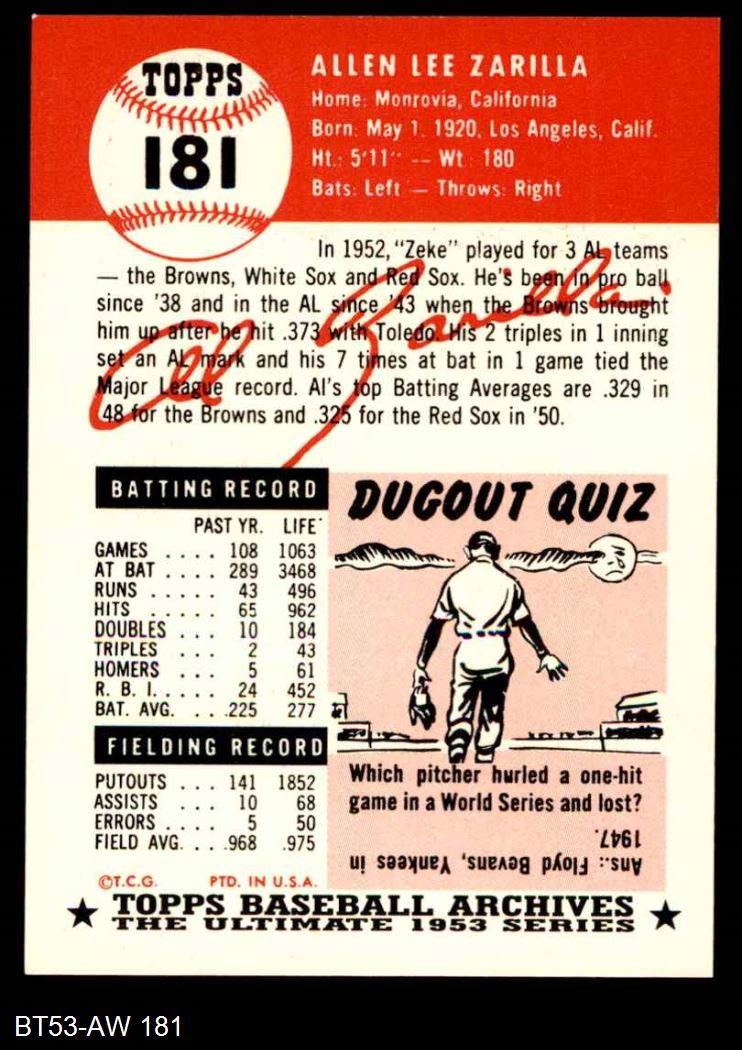 TOPPS
181
ALLEN LEE ZARILLA
Home: Monrovia, California
Born: May 1, 1920, Los Angeles, Calif.
Ht.: 5'11" — Wt: 180
Bats: Left — Throws: Right
In 1952, "Zeke" played for 3 AL teams
— the Browns, White Sox and Red Sox. He's been in pro ball
since '38 and in the AL since '43 when the Browns brought
him up after he hit .373 with Toledo. His 2 triples in 1 inning
set an AL mark and his 7 times at bat in 1 game tied the
Major League record. Al's top Batting Averages are .329 in
'48 for the Browns and .325 for the Red Sox in '50.
Al Zarilla
BATTING RECORD
PAST YR. LIFE
GAMES .... 108 1063
AT BAT .... 289 3468
RUNS ..... 43 496
HITS ..... 65 962
DOUBLES ... 10 184
TRIPLES ... 2 43
HOMERS ... 5 61
R. B. I. .... 24 452
BAT. AVG. ... .225 277
FIELDING RECORD
PUTOUTS ... 141 1852
ASSISTS ... 10 68
ERRORS .... 5 50
FIELD AVG. ... .968 .975
©T.C.G. PTD. IN U.S.A.
DUGOUT QUIZ
Which pitcher hurled a one-hit
game in a World Series and lost?
Ans.: Floyd Bevans, Yankees, in
1947.
TOPPS BASEBALL ARCHIVES
THE ULTIMATE 1953 SERIES
BT53-AW 181